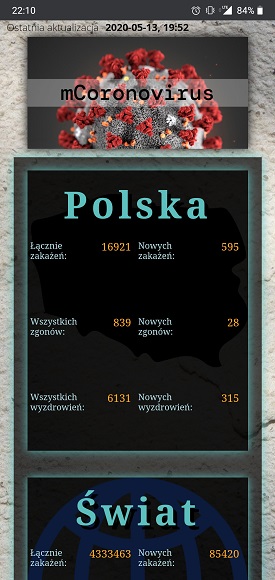 22:10 84%
Ostatnia aktualizacja 2020-05-13, 19:52
mCoronovirus
Polska
Łącznie zakażeń: 16921 Nowych zakażeń: 595
Wszystkich zgonów: 839 Nowych zgonów: 28
Wszystkich wyzdrowień: 6131 Nowych wyzdrowień: 315
Świat
Łącznie zakażeń: 4333463 Nowych zakażeń: 85420